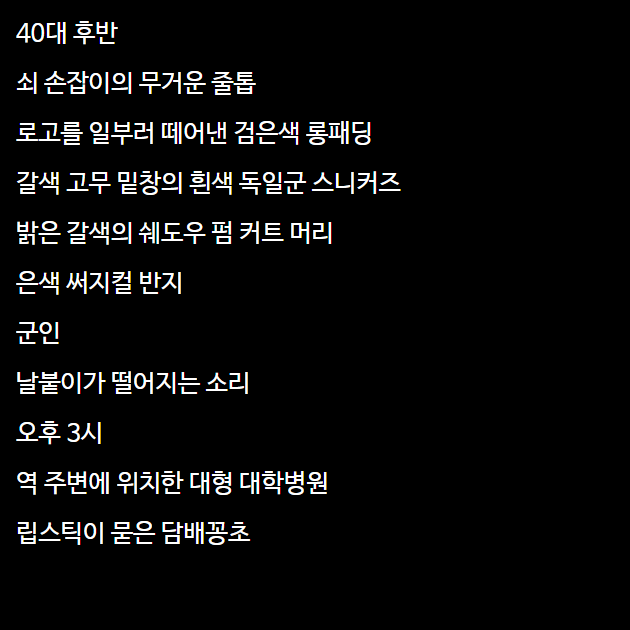 40대 후반
쇠 손잡이의 무거운 줄톱
로고를 일부러 떼어낸 검은색 롱패딩
갈색 고무 밑창의 흰색 독일군 스니커즈
밝은 갈색의 쉐도우 펌 커트 머리
은색 써지컬 반지
군인
날붙이가 떨어지는 소리
오후 3시
역 주변에 위치한 대형 대학병원
립스틱이 묻은 담배꽁초